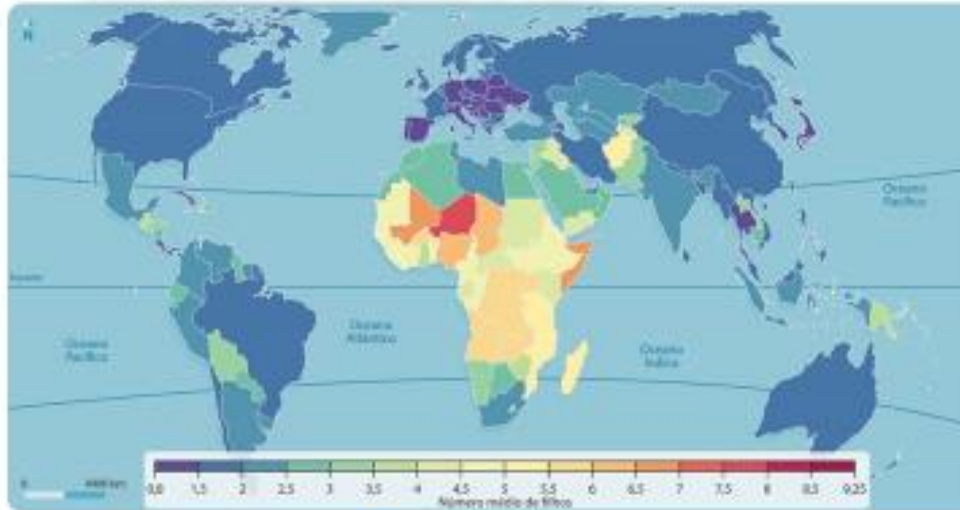 N
Oceano
Pacífico
Equador
Oceano
Atlântico
Oceano
Pacífico
Oceano
Índico
0
0,8 1,5 2 2,5 3 3,5 4 4,5 5 5,5 6 6,5 7 7,5 8 8,5 9,25
Número médio de filhos